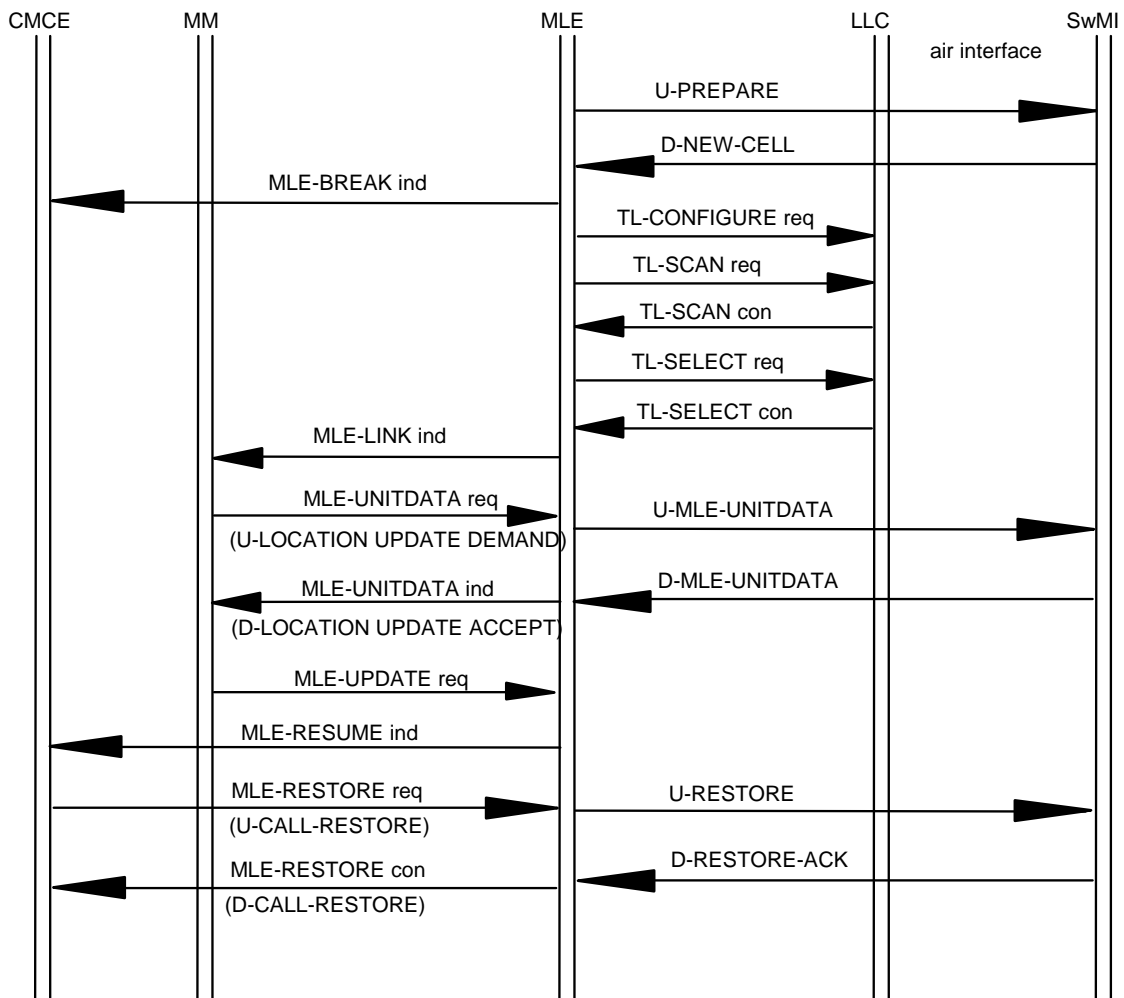 CMCE MM MLE LLC SwMI
air interface
U-PREPARE
D-NEW-CELL
MLE-BREAK ind
TL-CONFIGURE req
TL-SCAN req
TL-SCAN con
TL-SELECT req
TL-SELECT con
MLE-LINK ind
MLE-UNITDATA req
U-MLE-UNITDATA
(U-LOCATION UPDATE DEMAND)
MLE-UNITDATA ind
D-MLE-UNITDATA
(D-LOCATION UPDATE ACCEPT)
MLE-UPDATE req
MLE-RESUME ind
MLE-RESTORE req
U-RESTORE
(U-CALL-RESTORE)
MLE-RESTORE con
D-RESTORE-ACK
(D-CALL-RESTORE)